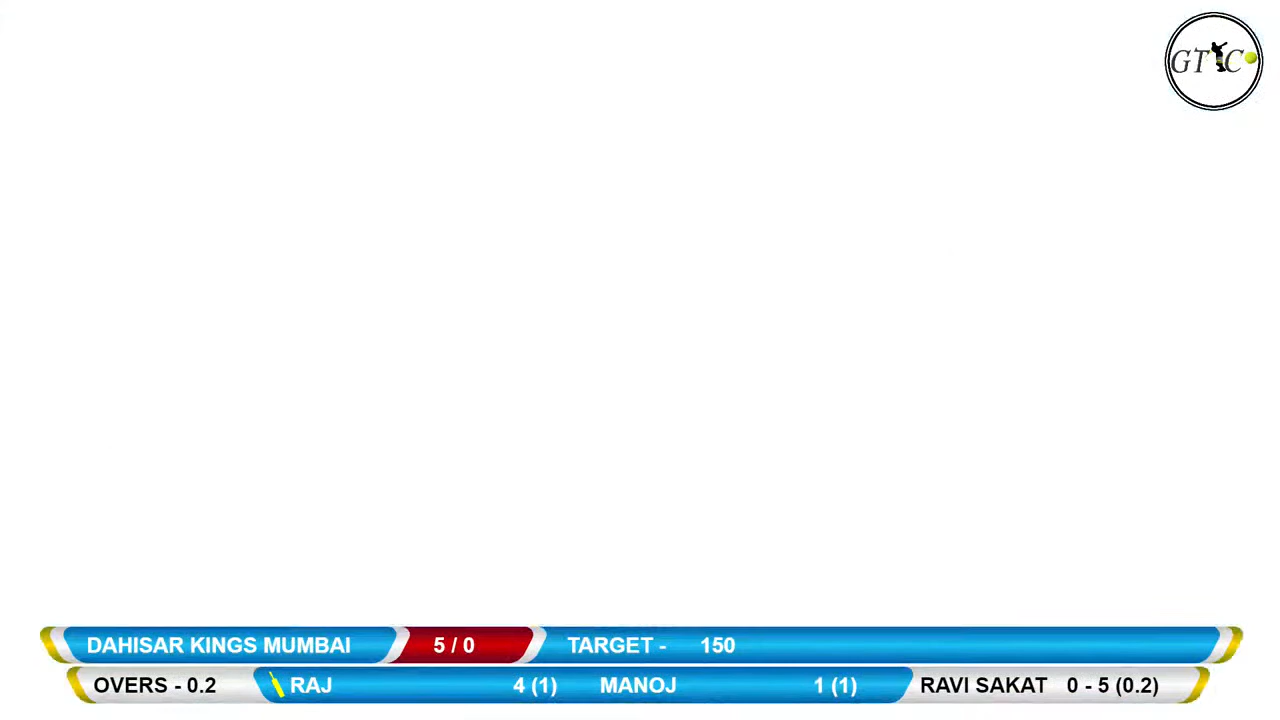 GTC
DAHISAR KINGS MUMBAI 5 / 0 TARGET - 150
OVERS - 0.2 RAJ 4 (1) MANOJ 1 (1) RAVI SAKAT 0 - 5 (0.2)